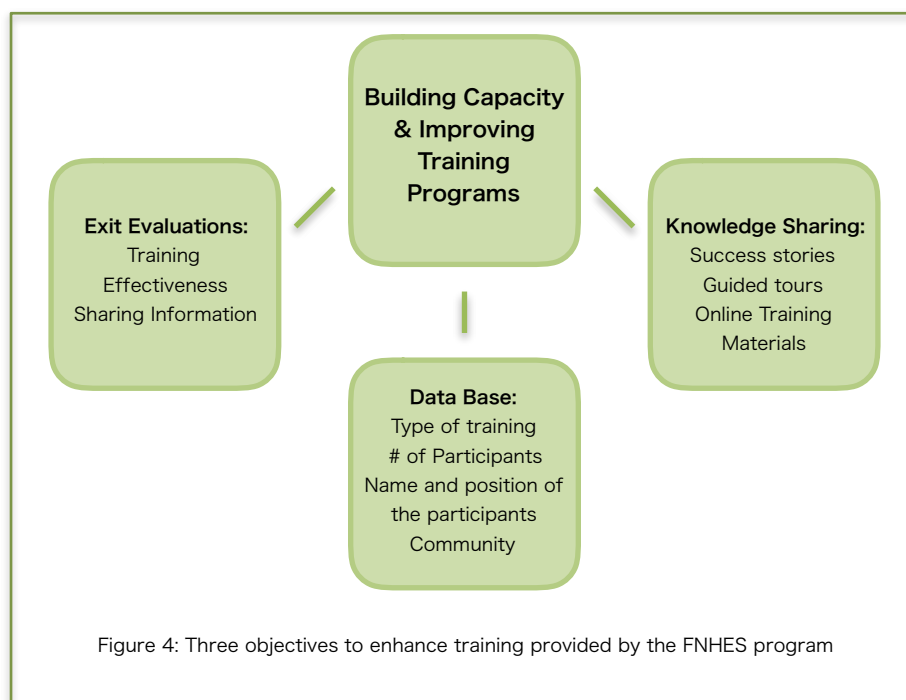 Building Capacity
& Improving
Training
Programs
Exit Evaluations:
Training
Effectiveness
Sharing Information
Knowledge Sharing:
Success stories
Guided tours
Online Training
Materials
Data Base:
Type of training
# of Participants
Name and position of
the participants
Community
Figure 4: Three objectives to enhance training provided by the FNHES program